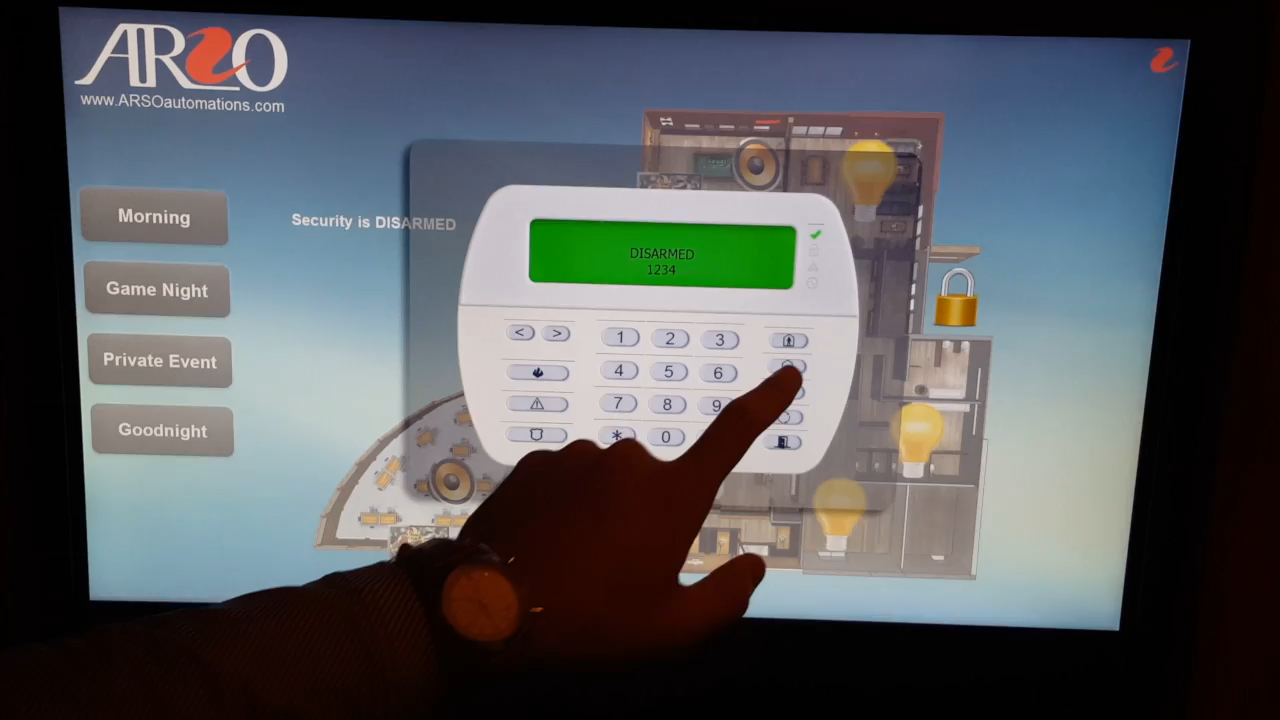 ARSO
www.ARSOautomations.com
Morning
Security is DISARMED
Game Night
Private Event
Goodnight
DISARMED
1234
< >
1 2 3
4 5 6
7 8 9
* 0